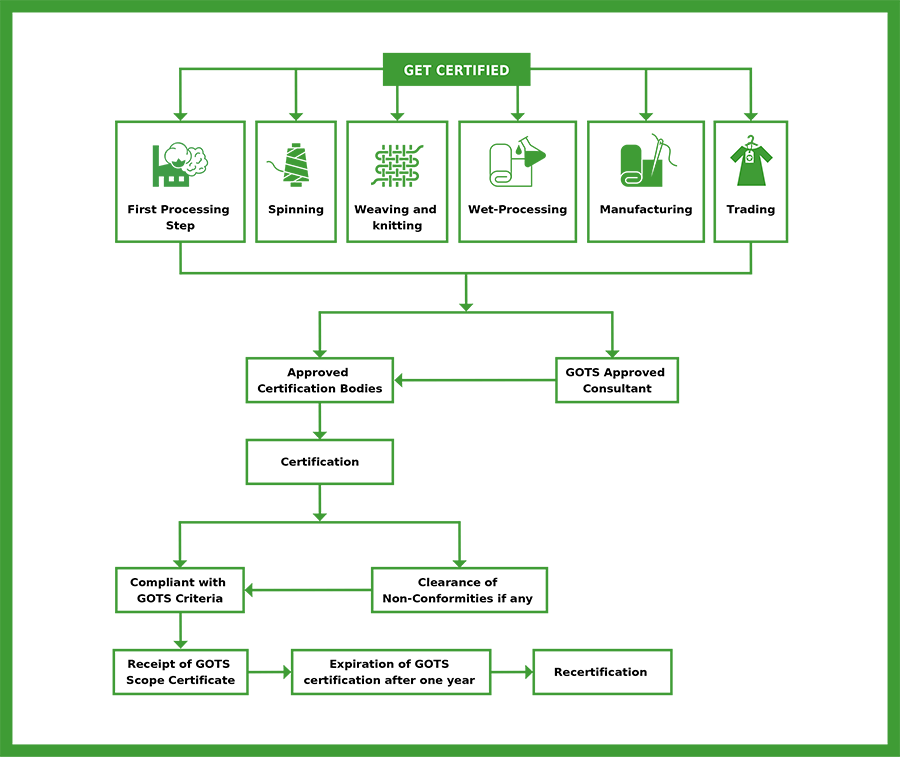 GET CERTIFIED
First Processing
Step
Spinning
Weaving and
knitting
Wet-Processing
Manufacturing
Trading
Approved
Certification Bodies
GOTS Approved
Consultant
Certification
Compliant with
GOTS Criteria
Clearance of
Non-Conformities if any
Receipt of GOTS
Scope Certificate
Expiration of GOTS
certification after one year
Recertification